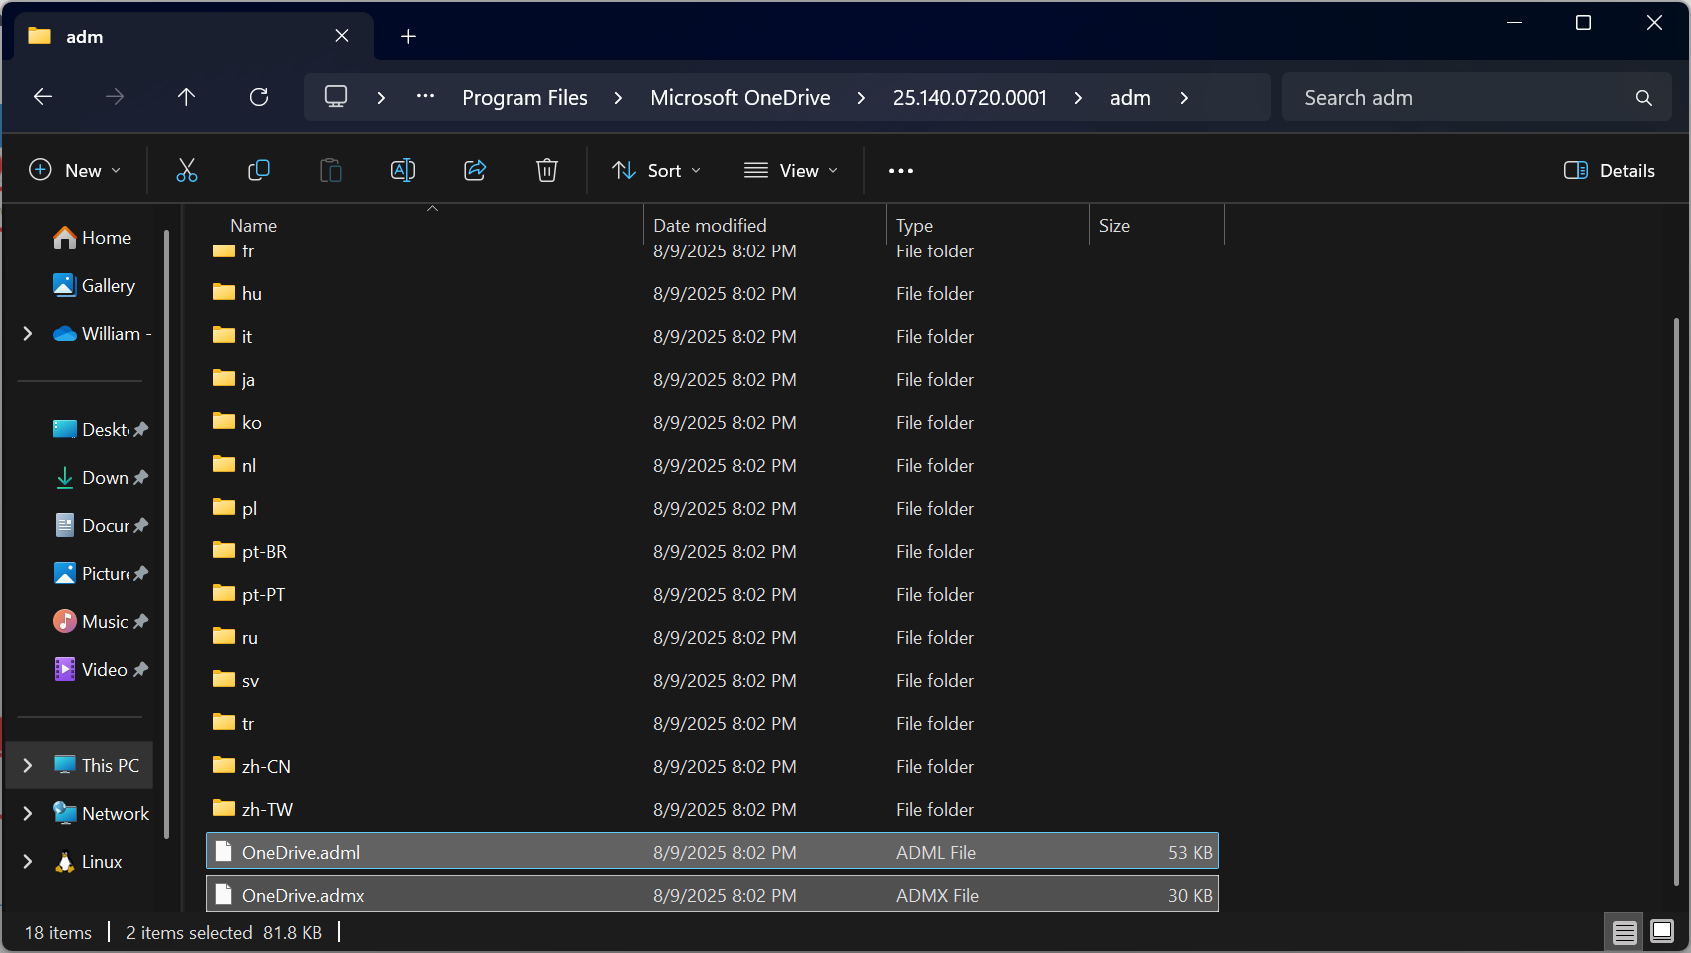 adm
Program Files Microsoft OneDrive 25.140.0720.0001 adm Search adm
New Sort View Details
Name Date modified Type Size
Home
Gallery
William -
Deskt
Down
Docur
Picture
Music
Video
This PC
Network
Linux
fr 8/9/2025 8:02 PM File folder
hu 8/9/2025 8:02 PM File folder
it 8/9/2025 8:02 PM File folder
ja 8/9/2025 8:02 PM File folder
ko 8/9/2025 8:02 PM File folder
nl 8/9/2025 8:02 PM File folder
pl 8/9/2025 8:02 PM File folder
pt-BR 8/9/2025 8:02 PM File folder
pt-PT 8/9/2025 8:02 PM File folder
ru 8/9/2025 8:02 PM File folder
sv 8/9/2025 8:02 PM File folder
tr 8/9/2025 8:02 PM File folder
zh-CN 8/9/2025 8:02 PM File folder
zh-TW 8/9/2025 8:02 PM File folder
OneDrive.adml 8/9/2025 8:02 PM ADML File 53 KB
OneDrive.admx 8/9/2025 8:02 PM ADMX File 30 KB
18 items 2 items selected 81.8 KB